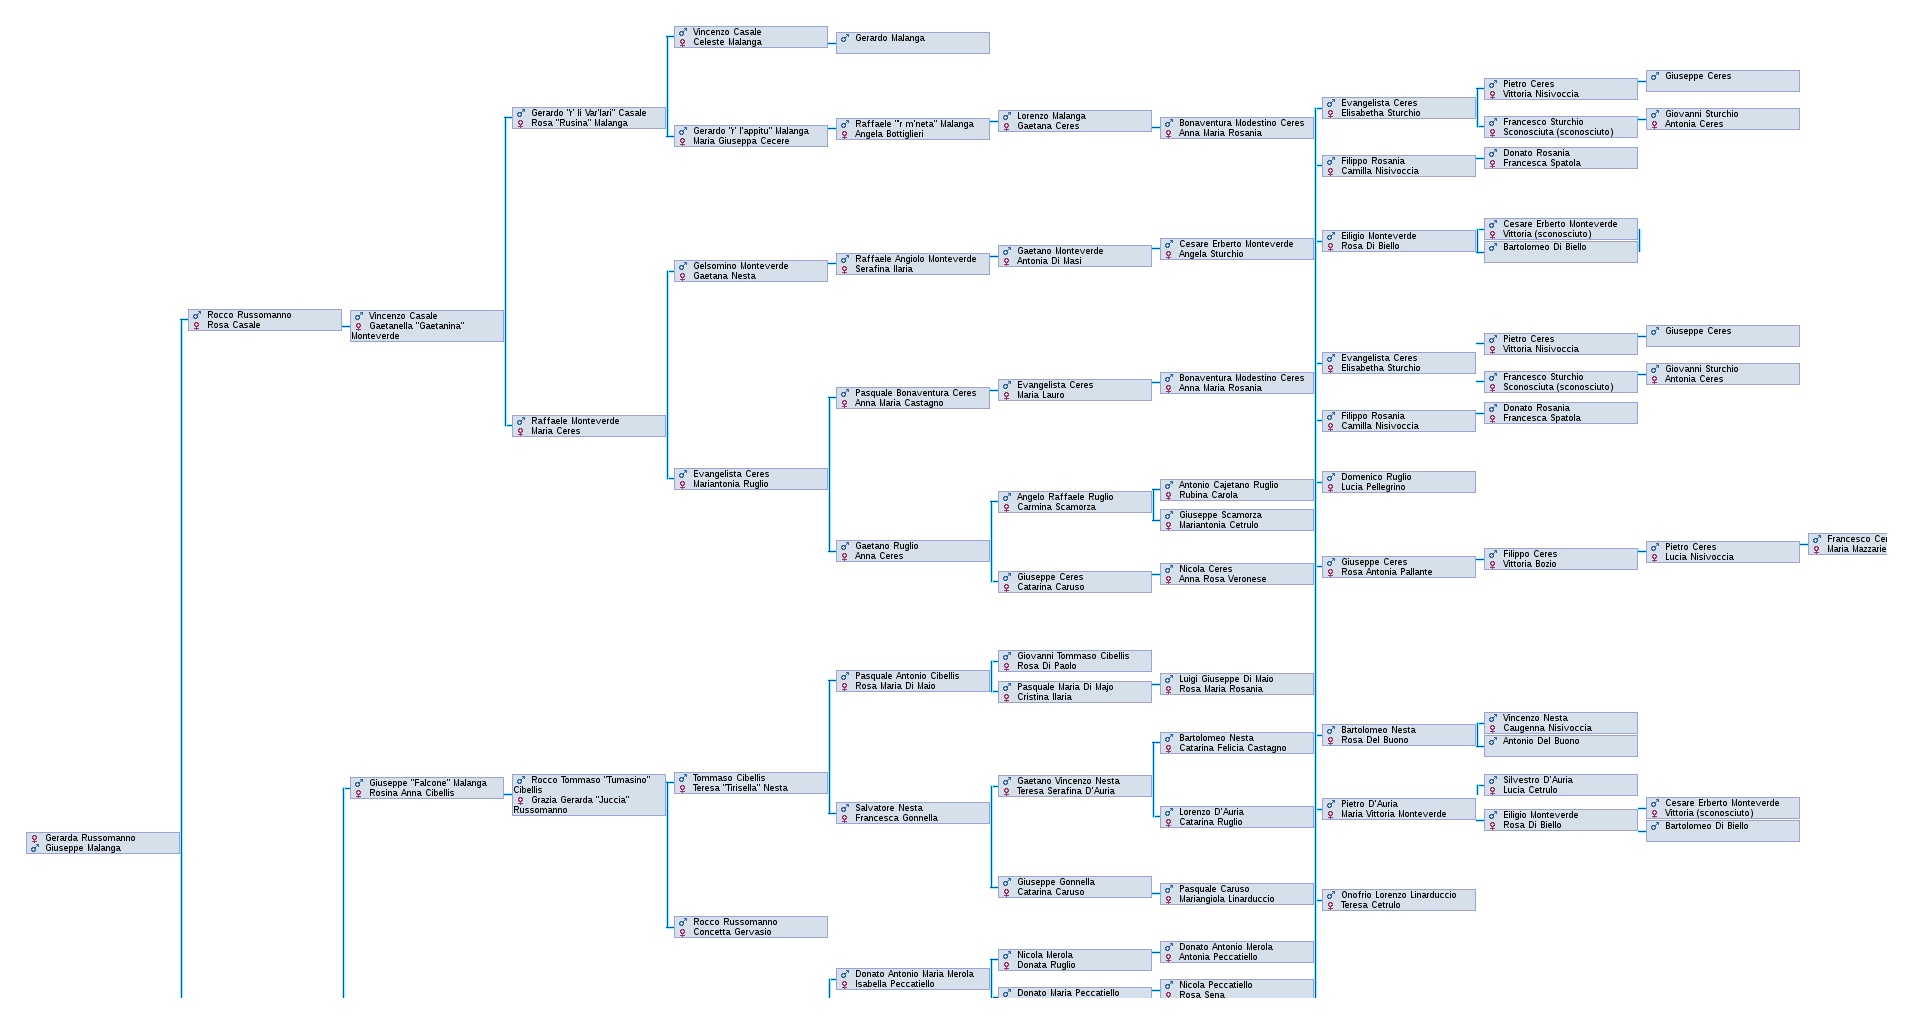 Gerarda Russomanno
Giuseppe Malanga
Rocco Russomanno
Rosa Casale
Vincenzo Casale
Gaetanella "Gaetanina"
Monteverde
Giuseppe "Falcone" Malanga
Rosina Anna Cibellis
Gerardo "r' li Var'lari" Casale
Rosa "Rusina" Malanga
Raffaele Monteverde
Maria Ceres
Rocco Tommaso "Tumasino"
Cibellis
Grazia Gerarda "Juccia"
Russomanno
Vincenzo Casale
Celeste Malanga
Gerardo "r' l'appitu" Malanga
Maria Giuseppa Cecere
Gelsomino Monteverde
Gaetana Nesta
Evangelista Ceres
Mariantonia Ruglio
Tommaso Cibellis
Teresa "Tirisella" Nesta
Rocco Russomanno
Concetta Gervasio
Gerardo Malanga
Raffaele "'r m'neta" Malanga
Angela Bottiglieri
Raffaele Angiolo Monteverde
Serafina Ilaria
Pasquale Bonaventura Ceres
Anna Maria Castagno
Gaetano Ruglio
Anna Ceres
Pasquale Antonio Cibellis
Rosa Maria Di Maio
Salvatore Nesta
Francesca Gonnella
Donato Antonio Maria Merola
Isabella Peccatiello
Lorenzo Malanga
Gaetana Ceres
Gaetano Monteverde
Antonia Di Masi
Evangelista Ceres
Maria Lauro
Angelo Raffaele Ruglio
Carmina Scamorza
Giuseppe Ceres
Catarina Caruso
Giovanni Tommaso Cibellis
Rosa Di Paolo
Pasquale Maria Di Majo
Cristina Ilaria
Gaetano Vincenzo Nesta
Teresa Serafina D'Auria
Giuseppe Gonnella
Catarina Caruso
Nicola Merola
Donata Ruglio
Donato Maria Peccatiello
Bonaventura Modestino Ceres
Anna Maria Rosania
Cesare Erberto Monteverde
Angela Sturchio
Bonaventura Modestino Ceres
Anna Maria Rosania
Antonio Cajetano Ruglio
Rubina Carola
Giuseppe Scamorza
Mariantonia Cetrulo
Nicola Ceres
Anna Rosa Veronese
Luigi Giuseppe Di Maio
Rosa Maria Rosania
Bartolomeo Nesta
Catarina Felicia Castagno
Lorenzo D'Auria
Catarina Ruglio
Pasquale Caruso
Mariangiola Linarduccio
Donato Antonio Merola
Antonia Peccatiello
Nicola Peccatiello
Rosa Sena
Evangelista Ceres
Elisabetha Sturchio
Filippo Rosania
Camilla Nisivoccia
Eiligio Monteverde
Rosa Di Biello
Evangelista Ceres
Elisabetha Sturchio
Filippo Rosania
Camilla Nisivoccia
Domenico Ruglio
Lucia Pellegrino
Giuseppe Ceres
Rosa Antonia Pallante
Bartolomeo Nesta
Rosa Del Buono
Pietro D'Auria
Maria Vittoria Monteverde
Onofrio Lorenzo Linarduccio
Teresa Cetrulo
Pietro Ceres
Vittoria Nisivoccia
Francesco Sturchio
Sconosciuta (sconosciuto)
Donato Rosania
Francesca Spatola
Cesare Erberto Monteverde
Vittoria (sconosciuto)
Bartolomeo Di Biello
Pietro Ceres
Vittoria Nisivoccia
Francesco Sturchio
Sconosciuta (sconosciuto)
Donato Rosania
Francesca Spatola
Filippo Ceres
Vittoria Bozio
Vincenzo Nesta
Caugenna Nisivoccia
Antonio Del Buono
Silvestro D'Auria
Lucia Cetrulo
Eiligio Monteverde
Rosa Di Biello
Giuseppe Ceres
Giovanni Sturchio
Antonia Ceres
Giuseppe Ceres
Giovanni Sturchio
Antonia Ceres
Pietro Ceres
Lucia Nisivoccia
Cesare Erberto Monteverde
Vittoria (sconosciuto)
Bartolomeo Di Biello
Francesco Cer
Maria Mazzarie